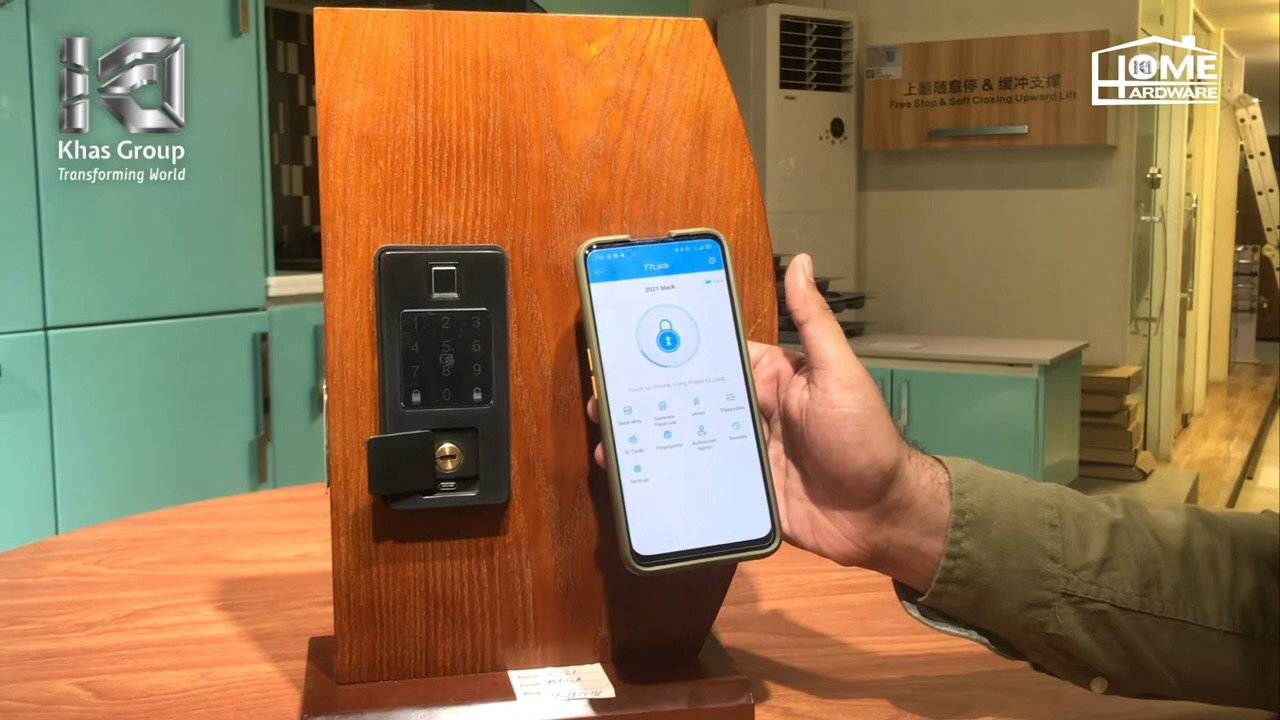 Khas Group
Transforming World
HOME
HARDWARE
上翻随意停 & 缓冲支撑
Free Stop & Soft Closing Upward Lift
1 2 3
4 5 6
7 8 9
0
TTLock
2021 black
Touch to Unlock, Long Press to Lock
Send eKey
Generate Passcode
eKeys
Passcodes
IC Cards
Fingerprints
Authorized Admin
Records
Settings